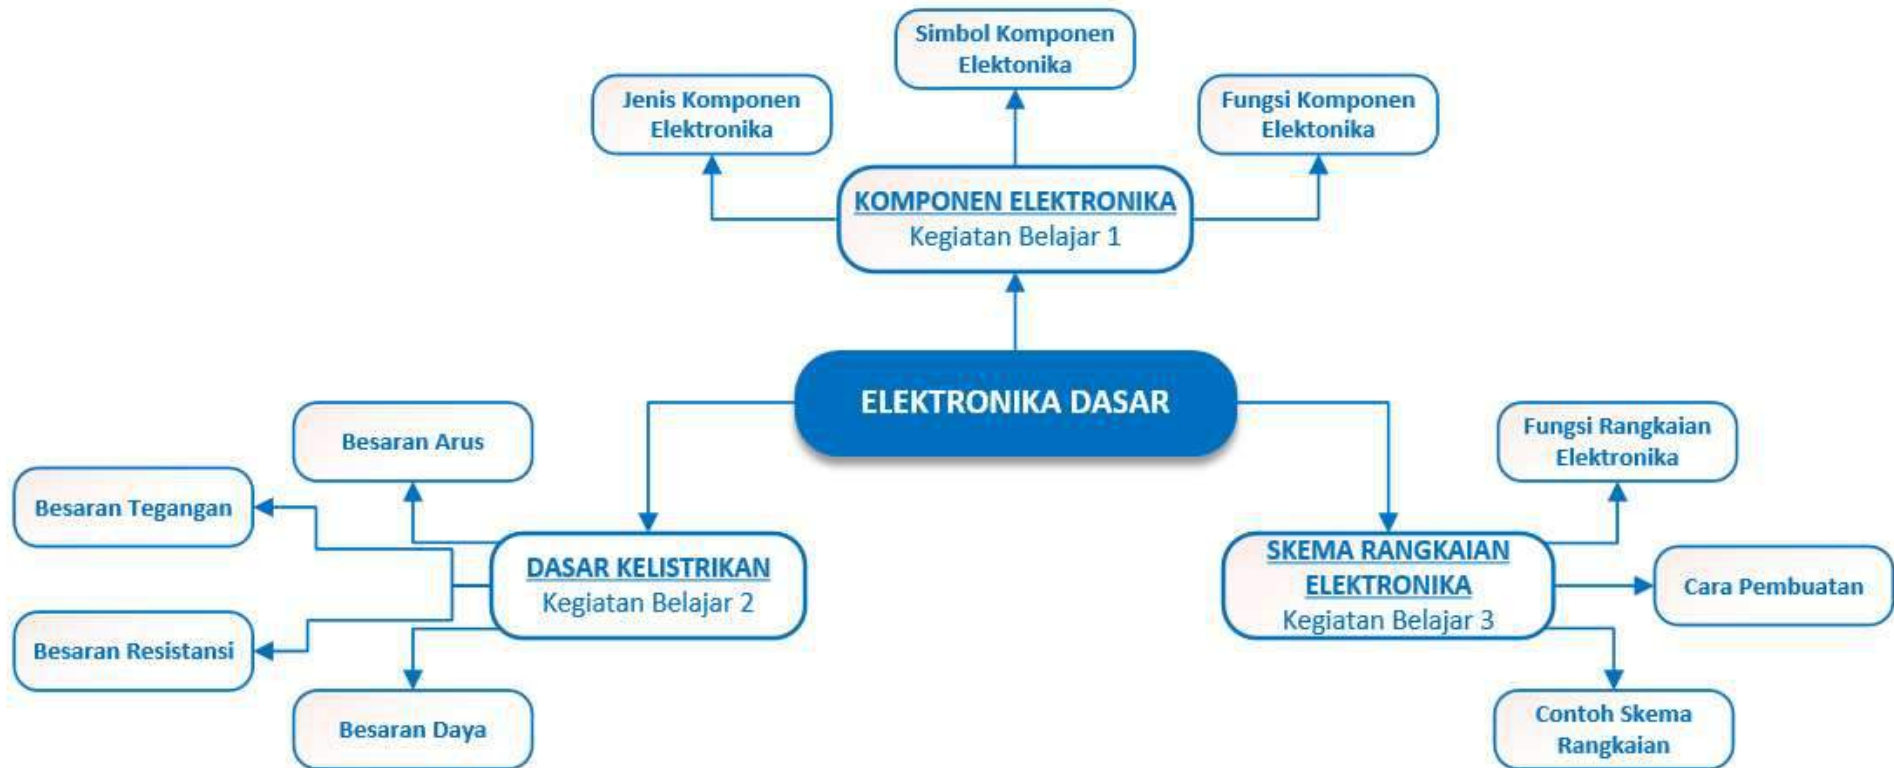 Simbol Komponen
Elektonika
Jenis Komponen
Elektronika
Fungsi Komponen
Elektonika
KOMPONEN ELEKTRONIKA
Kegiatan Belajar 1
ELEKTRONIKA DASAR
Besaran Arus
Besaran Tegangan
DASAR KELISTRIKAN
Kegiatan Belajar 2
Besaran Resistansi
Besaran Daya
Fungsi Rangkaian
Elektronika
SKEMA RANGKAIAN
ELEKTRONIKA
Kegiatan Belajar 3
Cara Pembuatan
Contoh Skema
Rangkaian